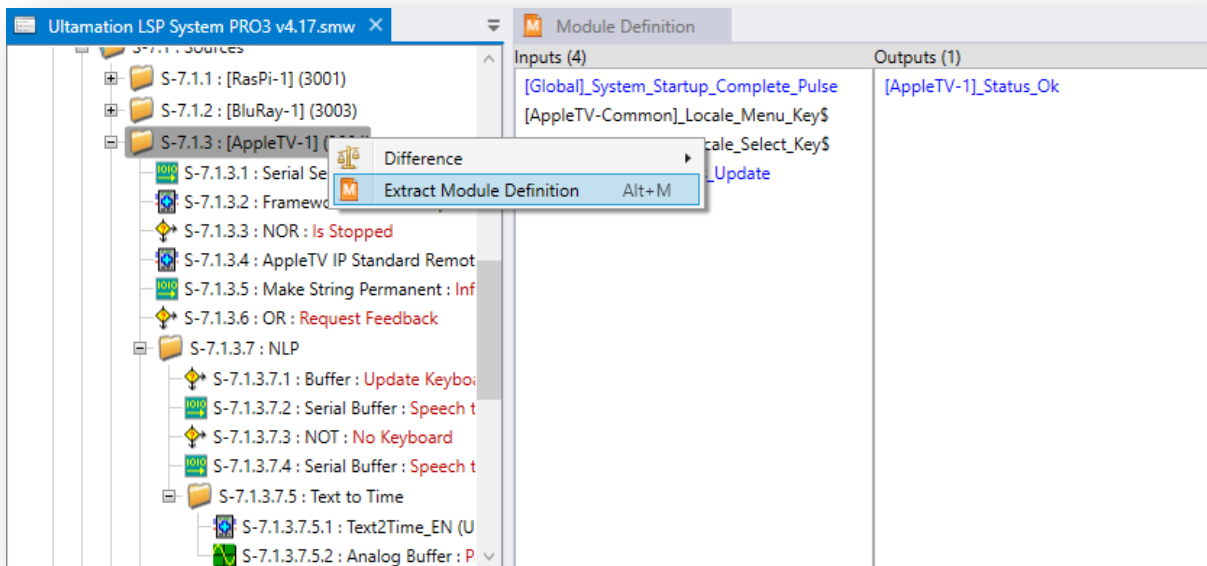 Ultamation LSP System PRO3 v4.17.smw
Module Definition
S-7.1 : Sources
S-7.1.1 : [RasPi-1] (3001)
S-7.1.2 : [BluRay-1] (3003)
S-7.1.3 : [AppleTV-1]
S-7.1.3.1 : Serial Se
S-7.1.3.2 : Framewo
S-7.1.3.3 : NOR : Is Stopped
S-7.1.3.4 : AppleTV IP Standard Remot
S-7.1.3.5 : Make String Permanent : Inf
S-7.1.3.6 : OR : Request Feedback
S-7.1.3.7 : NLP
S-7.1.3.7.1 : Buffer : Update Keyboa
S-7.1.3.7.2 : Serial Buffer : Speech t
S-7.1.3.7.3 : NOT : No Keyboard
S-7.1.3.7.4 : Serial Buffer : Speech t
S-7.1.3.7.5 : Text to Time
S-7.1.3.7.5.1 : Text2Time_EN (U
S-7.1.3.7.5.2 : Analog Buffer : P
Difference
Extract Module Definition Alt+M
Inputs (4)
[Global]_System_Startup_Complete_Pulse
[AppleTV-Common]_Locale_Menu_Key$
cale_Select_Key$
_Update
Outputs (1)
[AppleTV-1]_Status_Ok